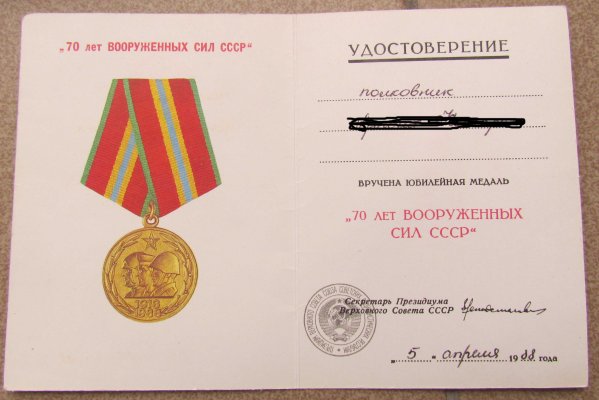 „70 лет ВООРУЖЕННЫХ СИЛ СССР“
1918
1988
УДОСТОВЕРЕНИЕ
полковник
ВРУЧЕНА ЮБИЛЕЙНАЯ МЕДАЛЬ
„70 ЛЕТ ВООРУЖЕННЫХ
СИЛ СССР“
Секретарь Президиума
Верховного Совета СССР
„ 5 “ апреля 1988 года